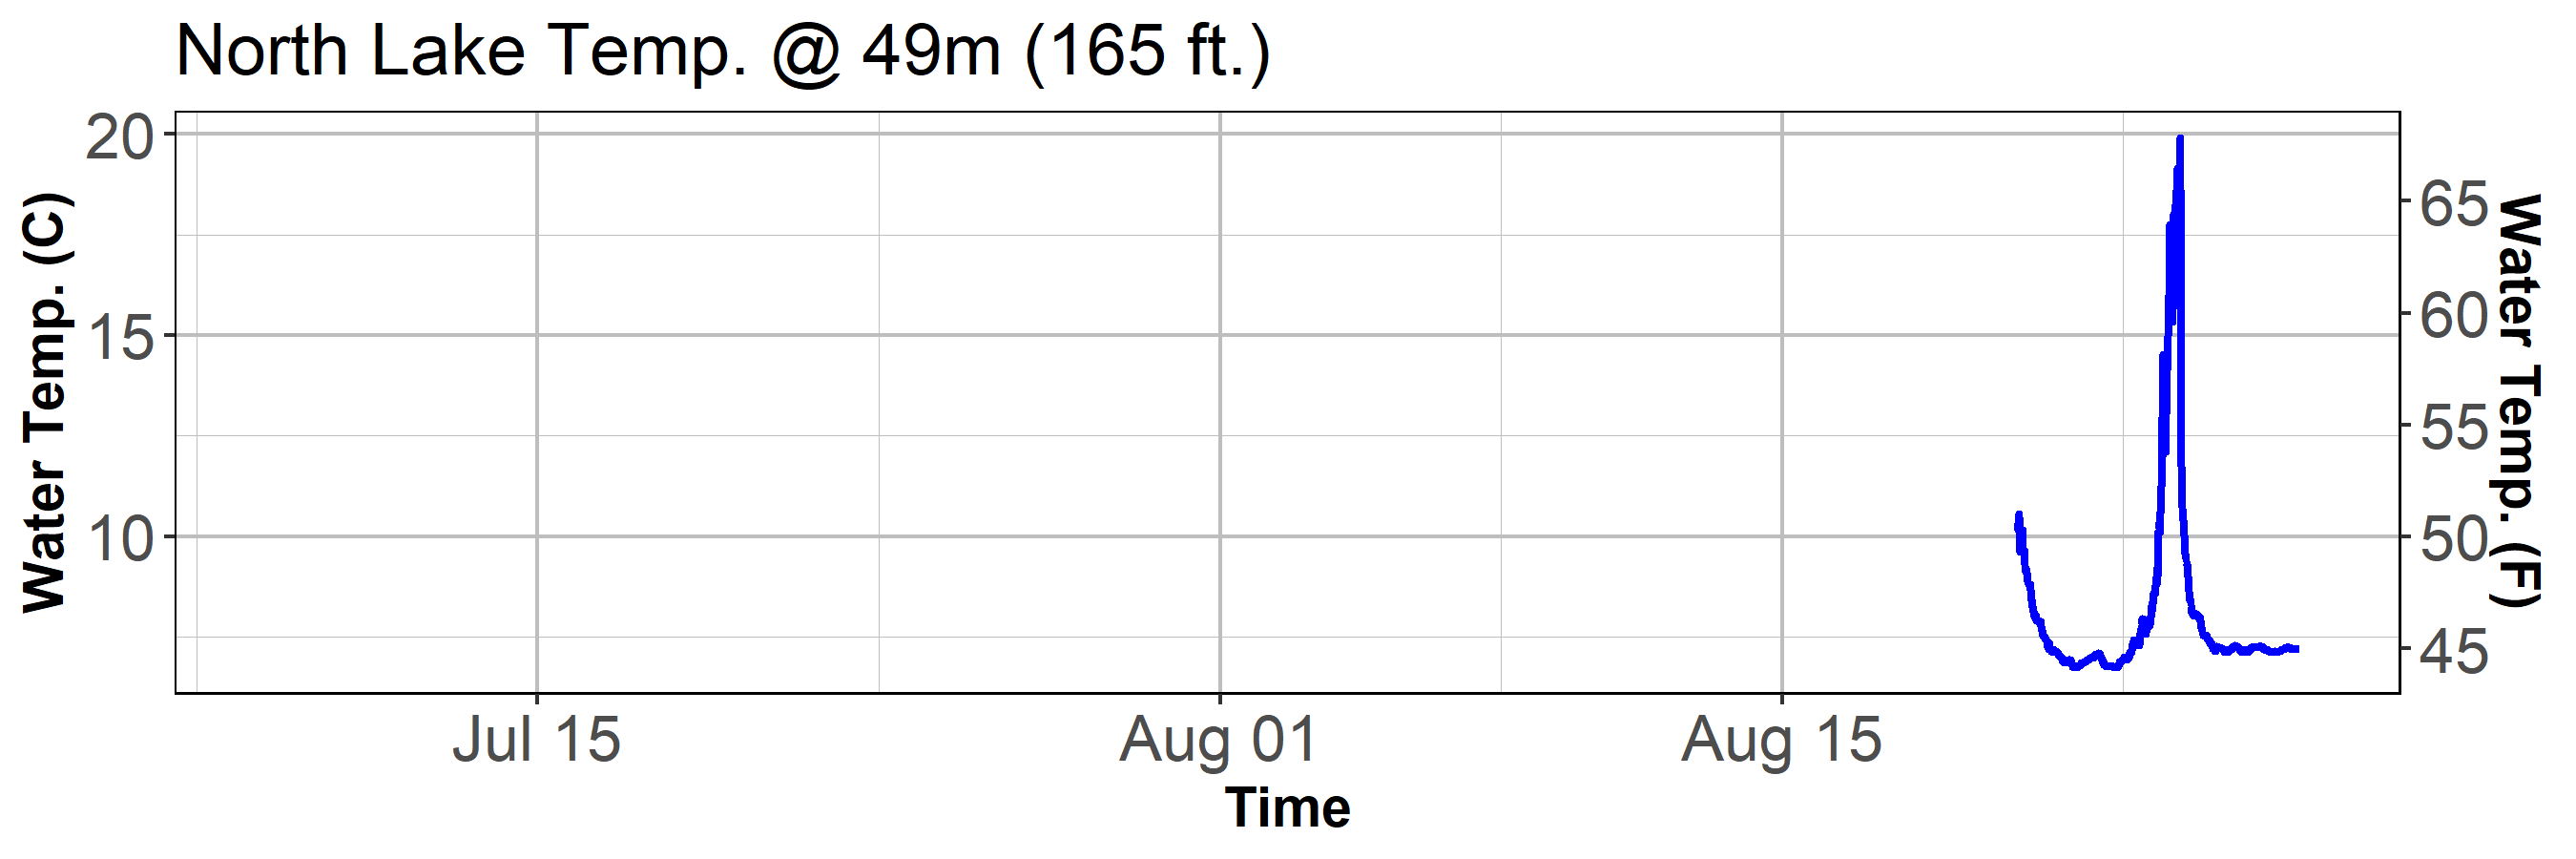 North Lake Temp. @ 49m (165 ft.)
Water Temp. (C)
20
15
10
65
60
55
50
45
Water Temp. (F)
Jul 15 Aug 01 Aug 15
Time